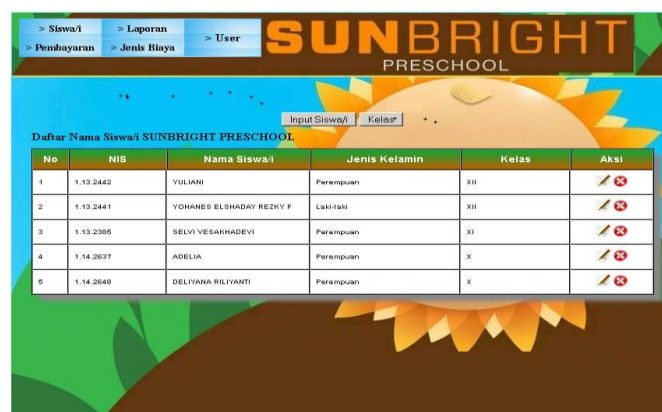 > Siswa/i > Laporan > User
> Pembayaran > Jenis Biaya
SUNBRIGHT
PRESCHOOL
Input Siswa/i Kelas
Daftar Nama Siswa/i SUNBRIGHT PRESCHOOL
No NIS Nama Siswa/i Jenis Kelamin Kelas Aksi
1 1.13.2442 YULIANI Perempuan XII
2 1.13.2441 YOHANES ELSHADAY REZKY F Laki-laki XII
3 1.13.2385 SELVI VESAKHADEVI Perempuan XI
4 1.14.2637 ADELIA Perempuan X
5 1.14.2648 DELIYANA RILIYANTI Perempuan X